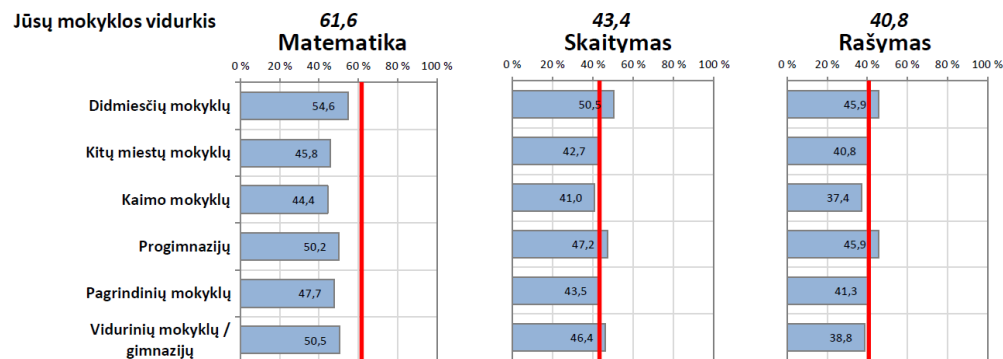 Jūsų mokyklos vidurkis 61,6 43,4 40,8
Matematika Skaitymas Rašymas
0 % 20 % 40 % 60 % 80 % 100 % 0 % 20 % 40 % 60 % 80 % 100 % 0 % 20 % 40 % 60 % 80 % 100 %
Didmiesčių mokyklų 54,6 50,5 45,9
Kitų miestų mokyklų 45,8 42,7 40,8
Kaimo mokyklų 44,4 41,0 37,4
Progimnazijų 50,2 47,2 45,9
Pagrindinių mokyklų 47,7 43,5 41,3
Vidurinių mokyklų /
gimnazijų 50,5 46,4 38,8